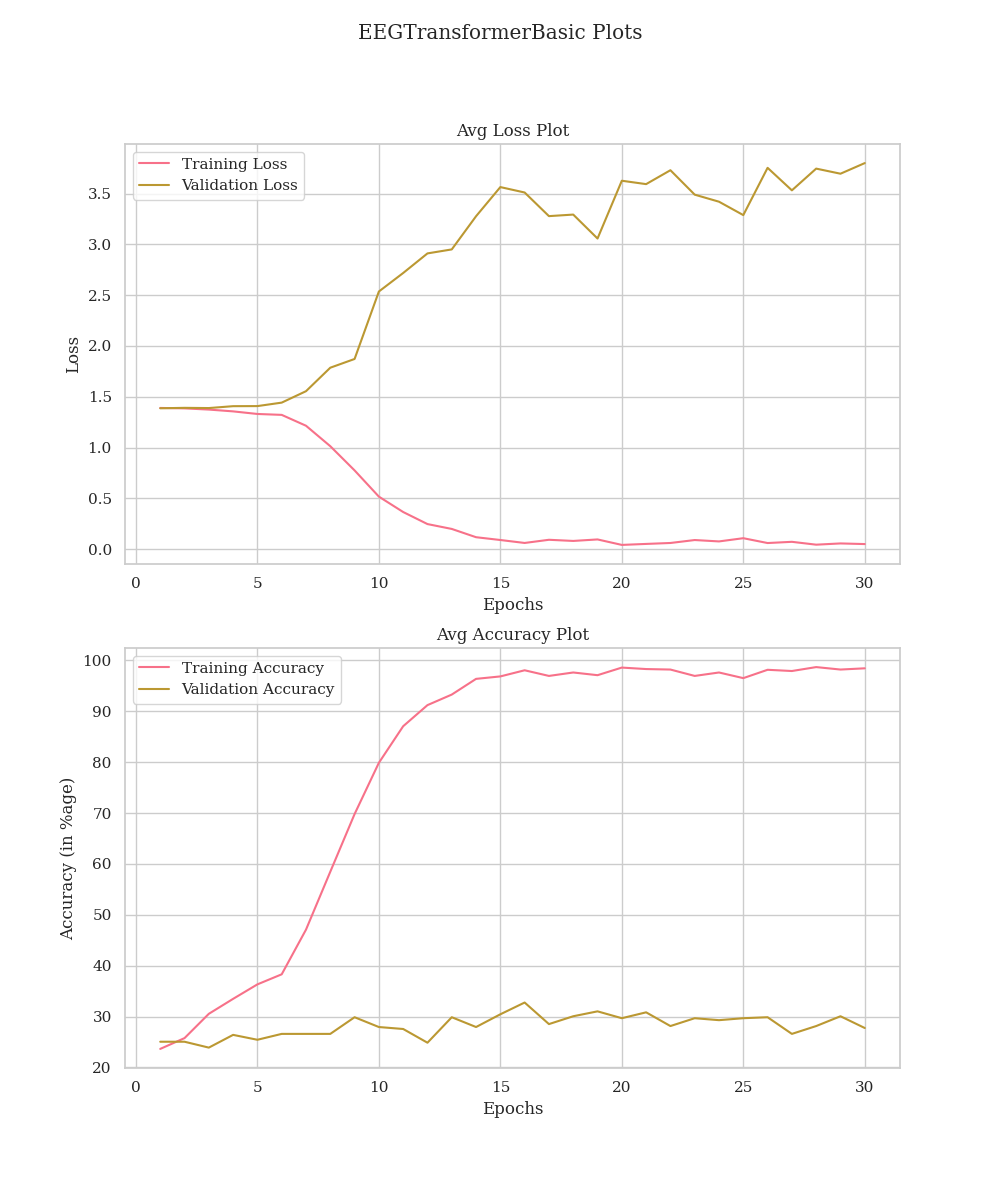 EEGTransformerBasic Plots
Avg Loss Plot
Training Loss
Validation Loss
3.5
3.0
2.5
2.0
1.5
1.0
0.5
0.0
Loss
0 5 10 15 20 25 30
Epochs
Avg Accuracy Plot
Training Accuracy
Validation Accuracy
100
90
80
70
60
50
40
30
20
Accuracy (in %age)
0 5 10 15 20 25 30
Epochs